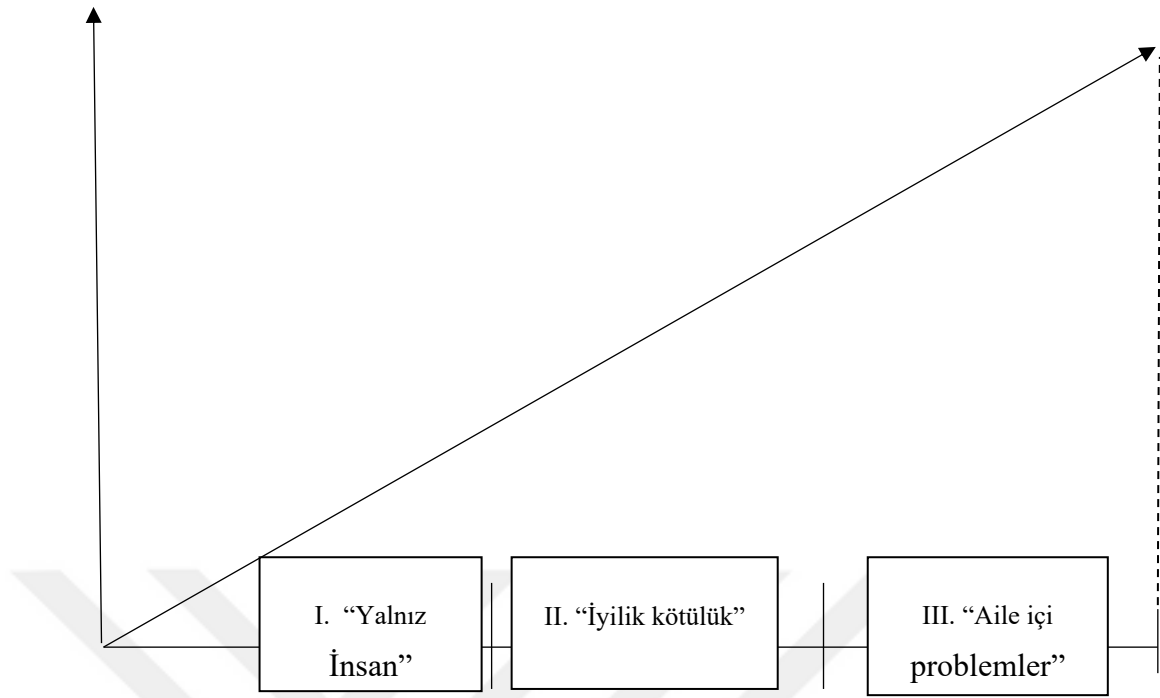 I. “Yalnız
İnsan”
II. “İyilik kötülük”
III. “Aile içi
problemler”